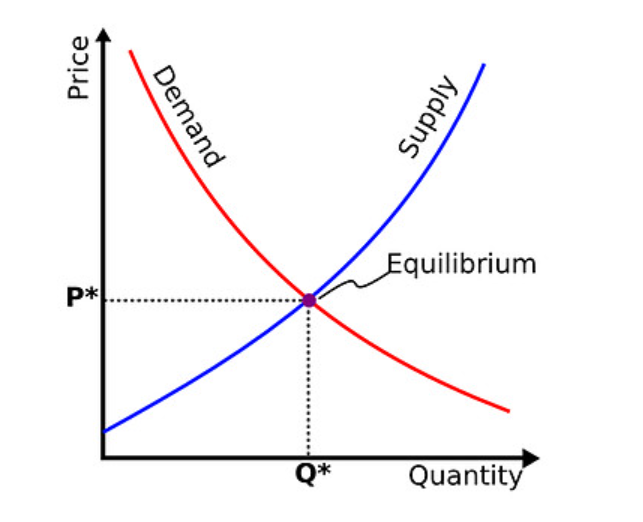 Price
Demand
Supply
Equilibrium
P*
Q*
Quantity